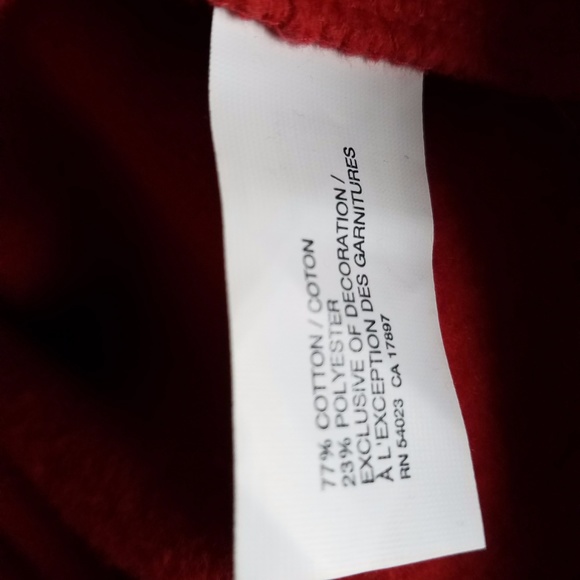 77% COTTON / COTON
23% POLYESTER
EXCLUSIVE OF DECORATION /
À L'EXCEPTION DES GARNITURES
RN 54023 CA 17897